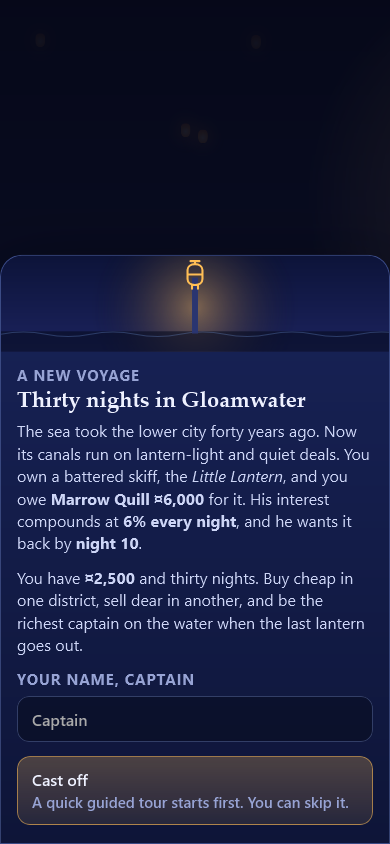 A NEW VOYAGE
Thirty nights in Gloamwater
The sea took the lower city forty years ago. Now
its canals run on lantern-light and quiet deals. You
own a battered skiff, the Little Lantern, and you
owe Marrow Quill ¤6,000 for it. His interest
compounds at 6% every night, and he wants it
back by night 10.
You have ¤2,500 and thirty nights. Buy cheap in
one district, sell dear in another, and be the
richest captain on the water when the last lantern
goes out.
YOUR NAME, CAPTAIN
Captain
Cast off
A quick guided tour starts first. You can skip it.